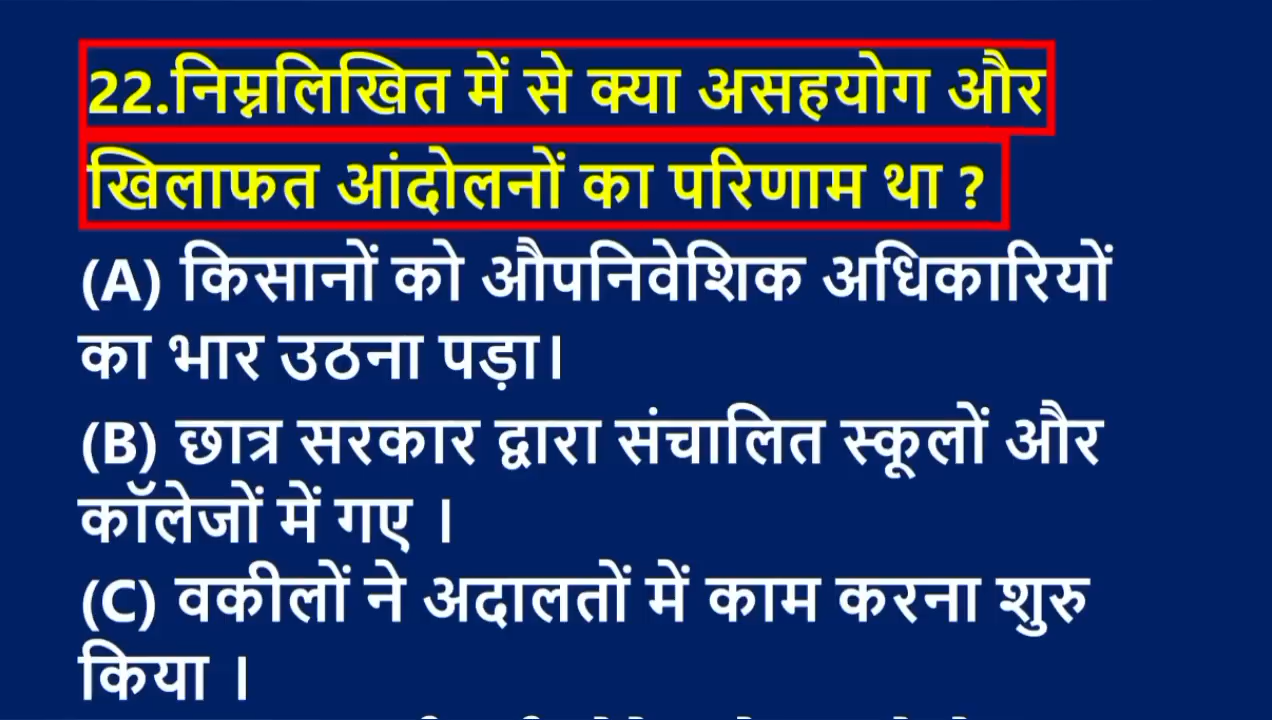 22.निम्नलिखित में से क्या असहयोग और
खिलाफत आंदोलनों का परिणाम था ?
(A) किसानों को औपनिवेशिक अधिकारियों
का भार उठना पड़ा।
(B) छात्र सरकार द्वारा संचालित स्कूलों और
कॉलेजों में गए ।
(C) वकीलों ने अदालतों में काम करना शुरु
किया ।